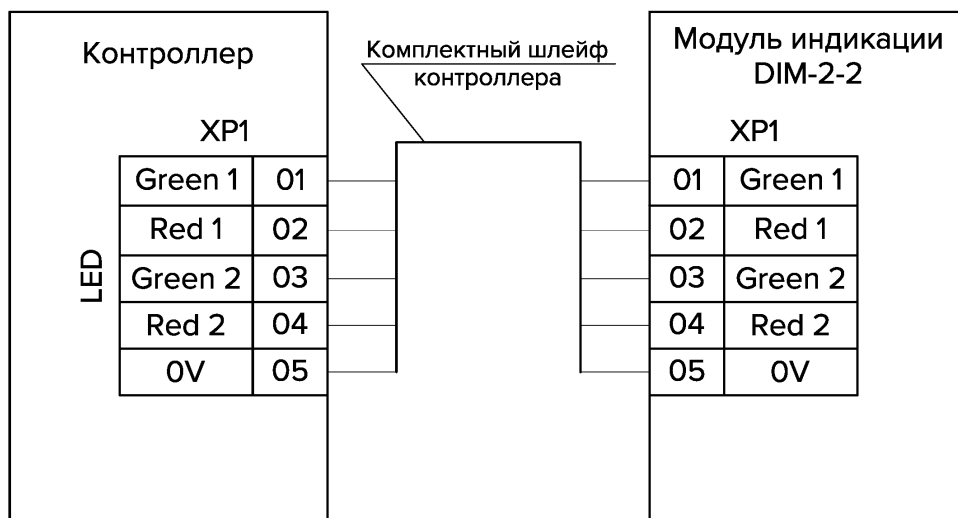 Контроллер
Комплектный шлейф
контроллера
Модуль индикации
DIM-2-2
XP1
XP1
LED
Green 1 01
Red 1 02
Green 2 03
Red 2 04
0V 05
01 Green 1
02 Red 1
03 Green 2
04 Red 2
05 0V